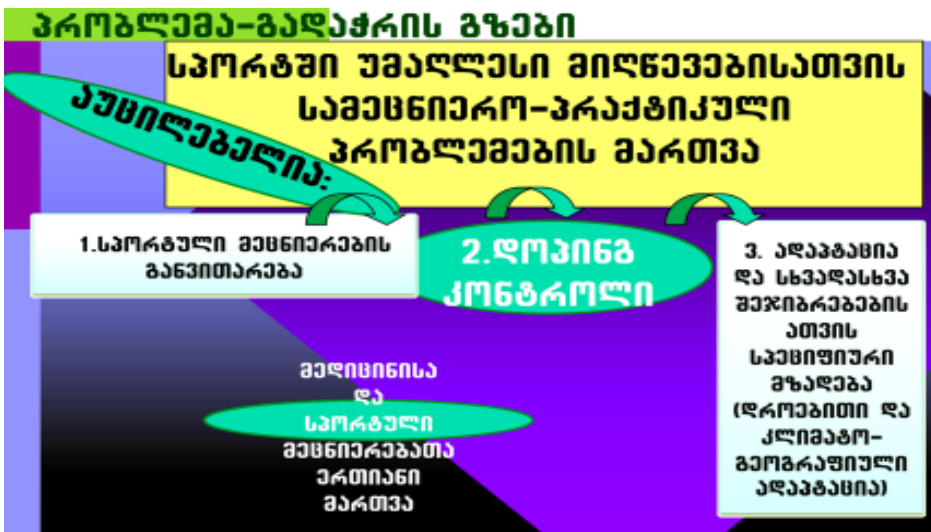 პრობლემა-გადაჭრის გზები
სპორტში უმაღლესი მიღწევებისათვის
სამეცნიერო-პრაქტიკული
პრობლემების მართვა
აუცილებელია:
1.სპორტული მეცნიერების
განვითარება
2.დოპინგ
კონტროლი
3. ადაპტაცია
და სხვადასხვა
შეჯიბრებების
ათვის
სპეციფიური
მზადება
(დროებითი და
კლიმატო-
გეოგრაფიული
ადაპტაცია)
მედიცინისა
და
სპორტული
მეცნიერებათა
ერთიანი
მართვა